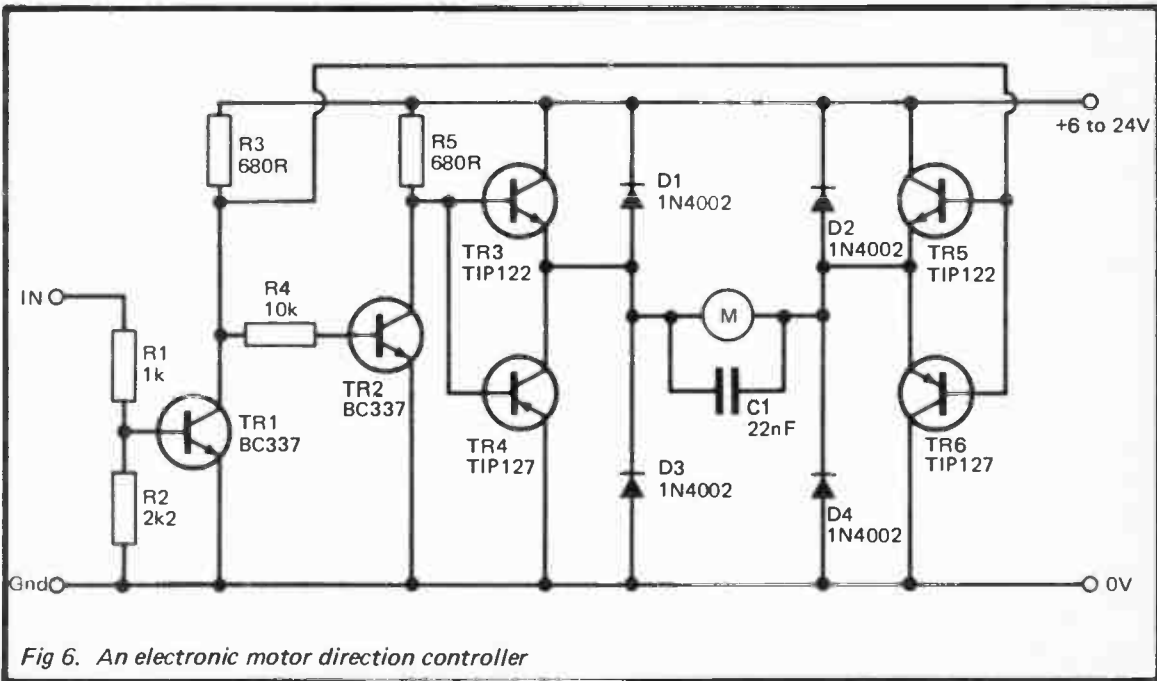 +6 to 24V
R3
680R
R5
680R
D1
1N4002
D2
1N4002
TR3
TIP122
TR5
TIP122
IN
R4
10k
M
R1
1k
TR2
BC337
C1
22nF
TR1
BC337
TR4
TIP127
TR6
TIP127
R2
2k2
D3
1N4002
D4
1N4002
Gnd
0V
Fig 6. An electronic motor direction controller